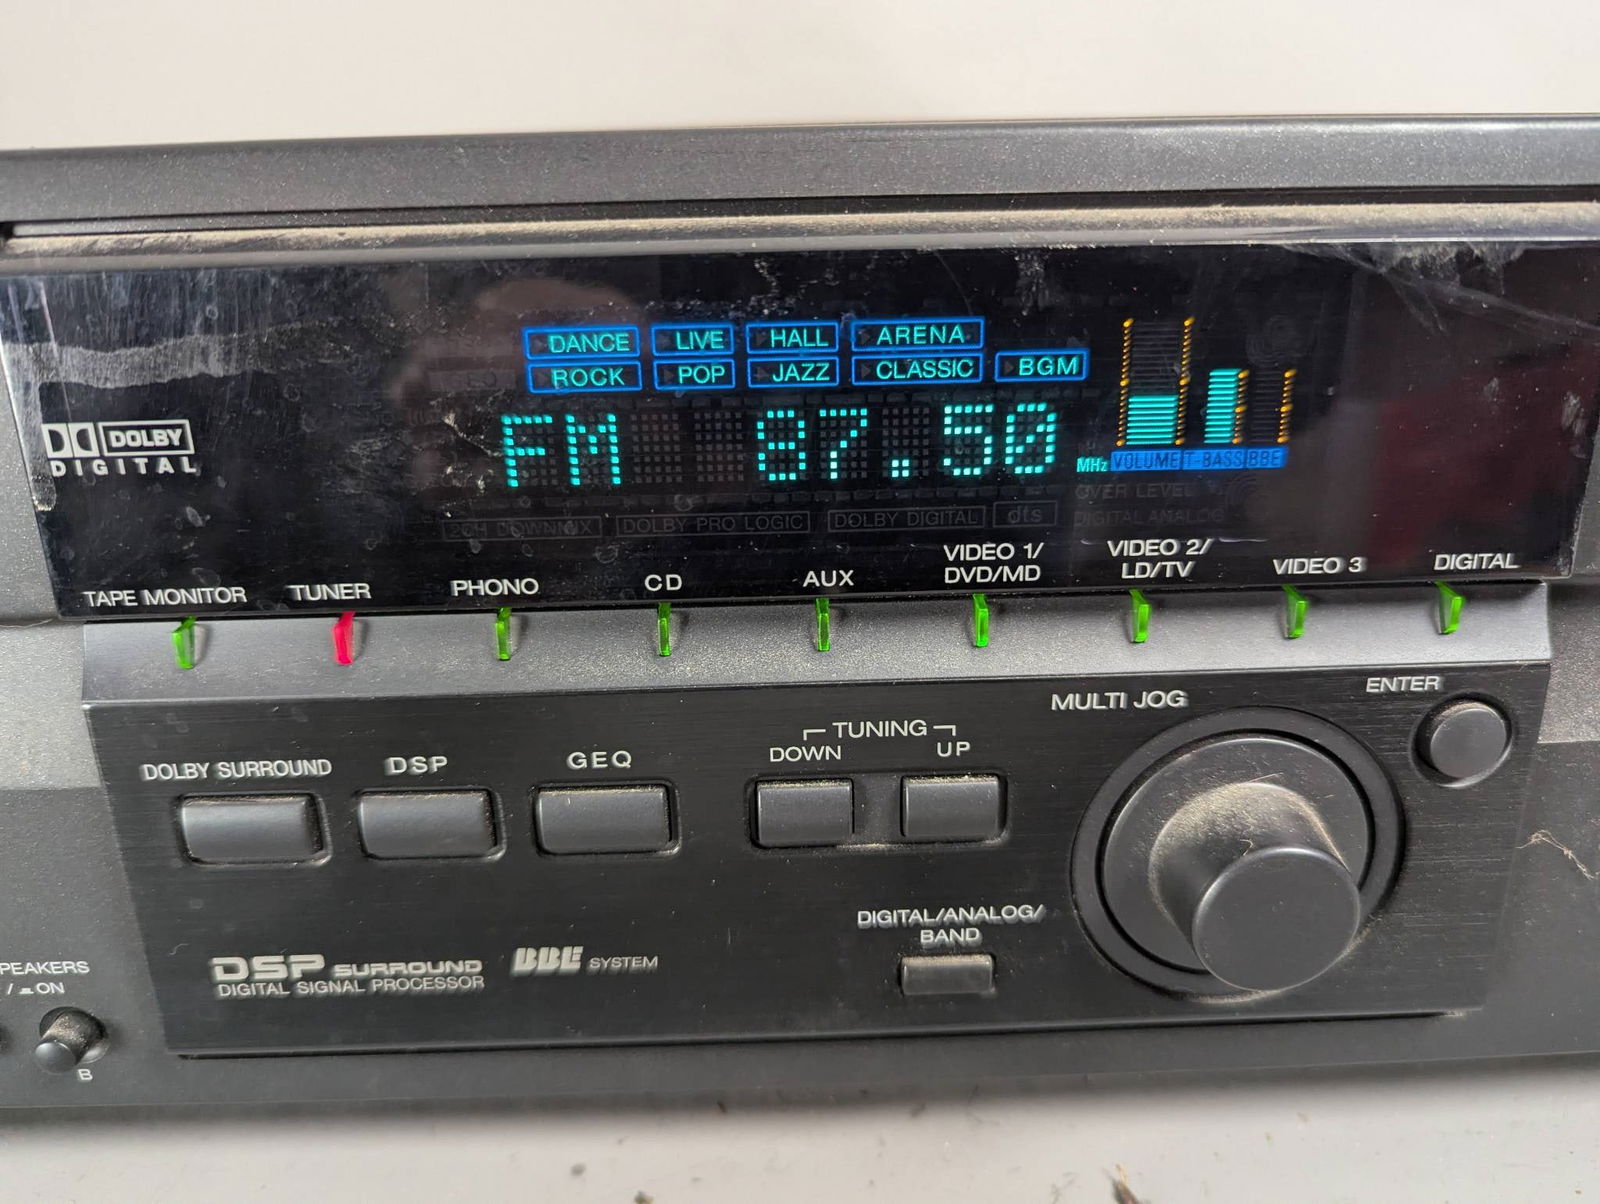 DANCE LIVE HALL ARENA
ROCK POP JAZZ CLASSIC BGM
FM 87.50 MHz VOLUME T-BASS BBE
DOLBY
DIGITAL
OVER LEVEL
DIGITAL ANALOG
2CH DOWNMIX DOLBY PRO LOGIC DOLBY DIGITAL dts
TAPE MONITOR TUNER PHONO CD AUX VIDEO 1/ DVD/MD VIDEO 2/ LD/TV VIDEO 3 DIGITAL
MULTI JOG ENTER
TUNING
DOLBY SURROUND DSP GEQ DOWN UP
DIGITAL/ANALOG/
BAND
DSP SURROUND BBE SYSTEM
DIGITAL SIGNAL PROCESSOR
PEAKERS
/ ON
B